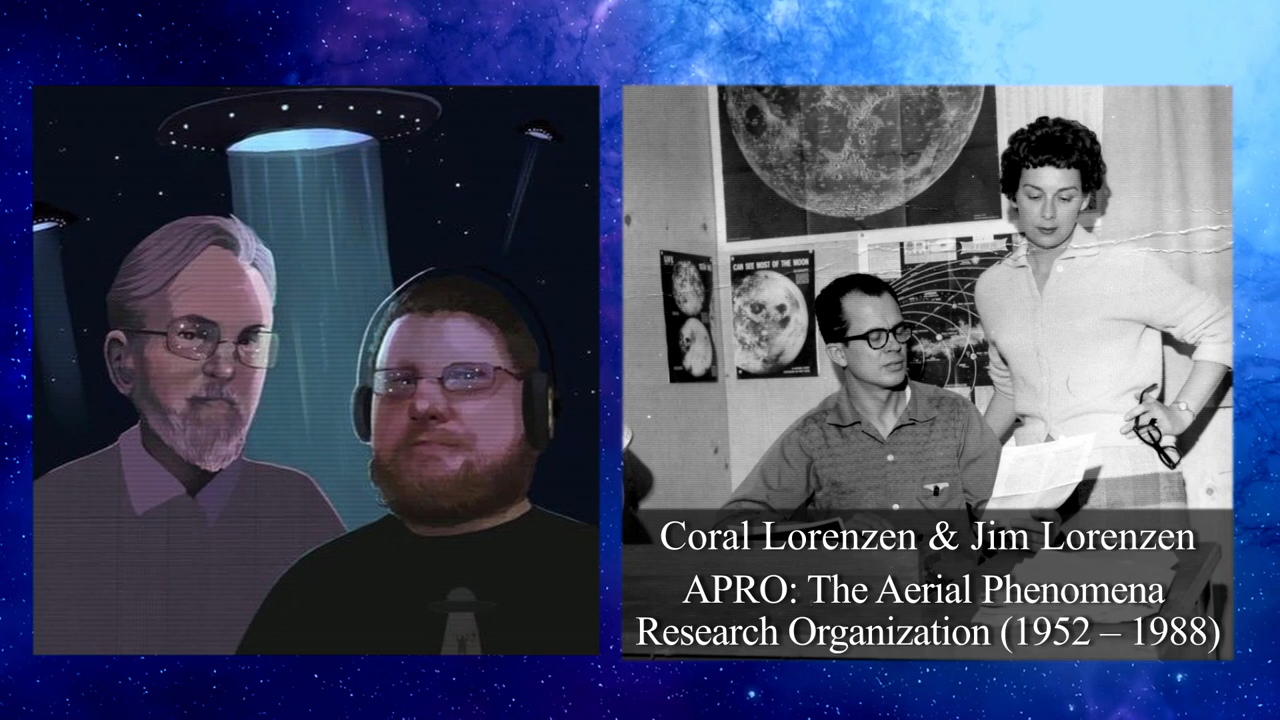 CAN SEE MOST OF THE MOON
Coral Lorenzen & Jim Lorenzen
APRO: The Aerial Phenomena
Research Organization (1952 – 1988)